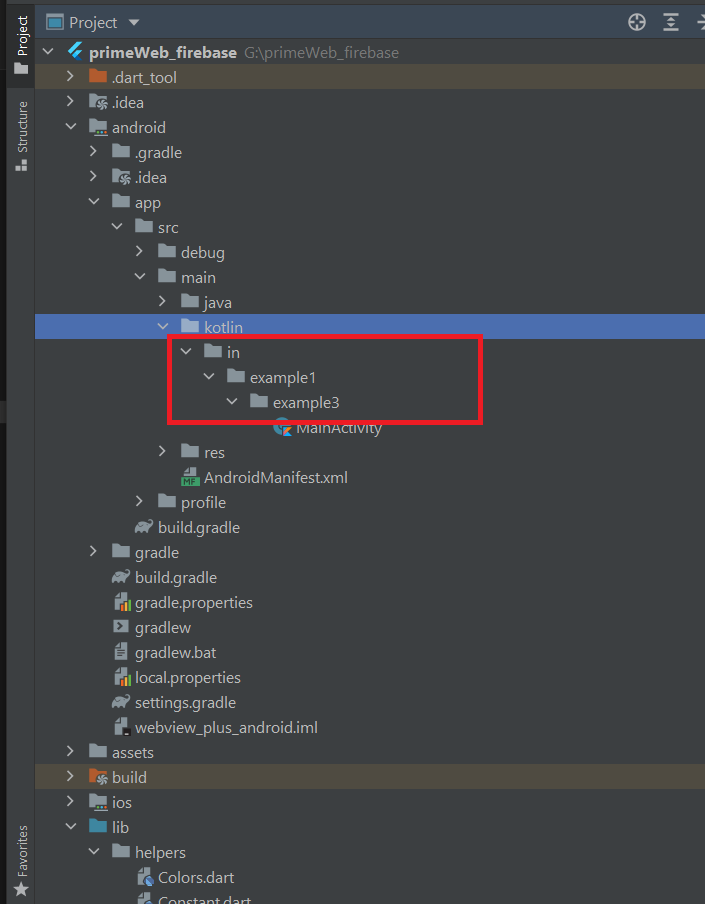 Project
Project
Structure
primeWeb_firebase G:\primeWeb_firebase
.dart_tool
.idea
android
.gradle
.idea
app
src
debug
main
java
kotlin
in
example1
example3
MainActivity
res
AndroidManifest.xml
profile
build.gradle
gradle
build.gradle
gradle.properties
gradlew
gradlew.bat
local.properties
settings.gradle
webview_plus_android.iml
assets
build
ios
lib
helpers
Colors.dart
Constant.dart
Favorites
MF